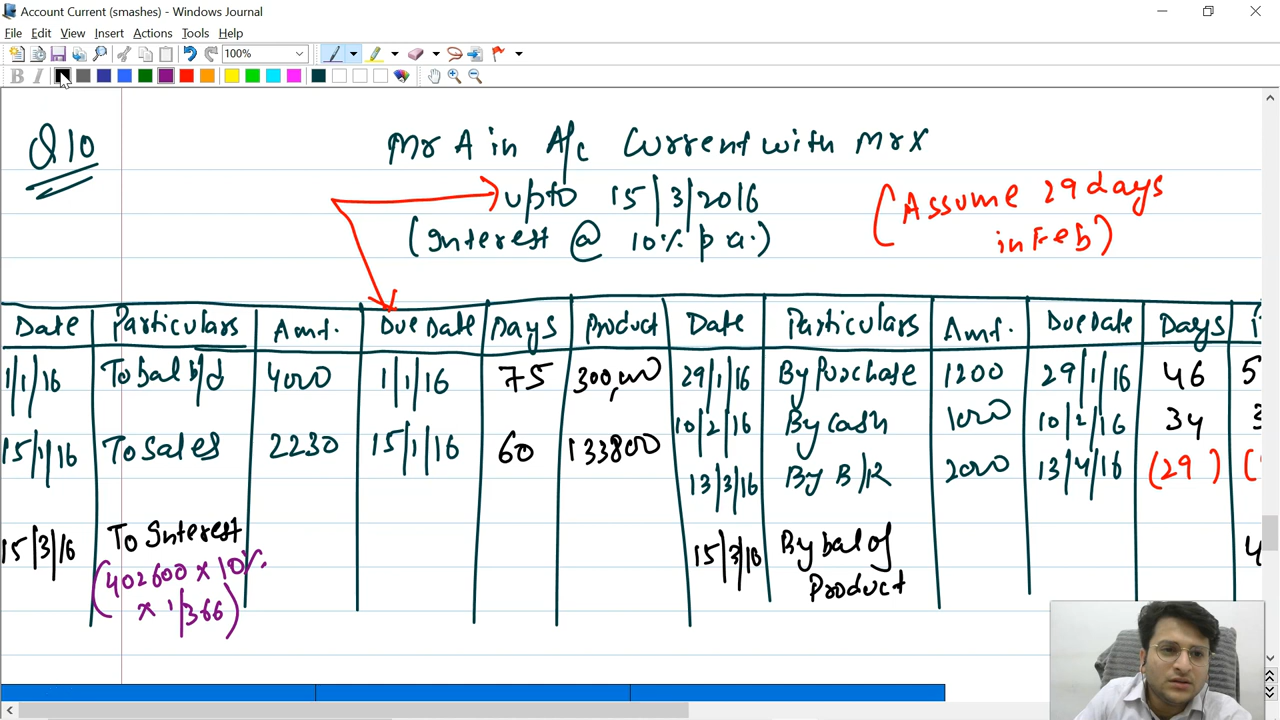 Account Current (smashes) - Windows Journal
File Edit View Insert Actions Tools Help
100%
B I
Q10
Mr A in A/c Current with Mr X
upto 15/3/2016
(Interest @ 10% p.a.)
(Assume 29 days
in Feb)
Date Particulars Amt. Due Date Days Product Date Particulars Amt. Due Date Days
1/1/16 To bal b/d 4000 1/1/16 75 300,000 29/1/16 By Purchase 1200 29/1/16 46 5
15/1/16 To Sales 2230 15/1/16 60 133800 10/2/16 By Cash 1000 10/2/16 34 3
13/3/16 By B/R 2000 13/4/16 (29) (
15/3/16 To Interest 15/3/16 By bal of 4
(402600 x 10% Product
x 1/366)